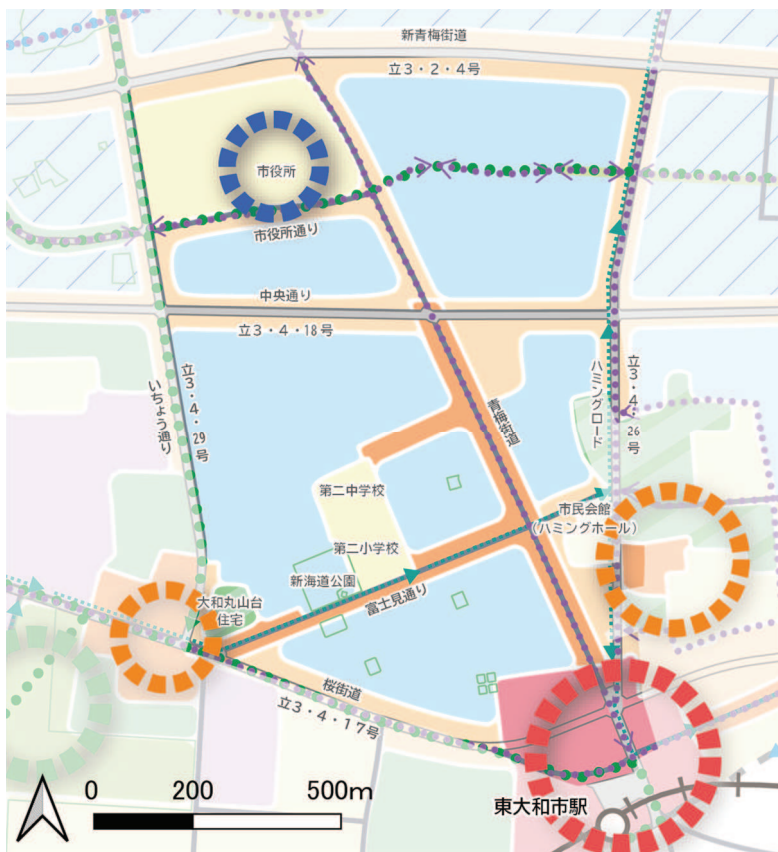 新青梅街道
立3・2・4号
市役所
市役所通り
中央通り
立3・4・18号
いちょう通り
立3・4・29号
青梅街道
ハミングロード
立3・4・26号
第二中学校
第二小学校
新海道公園
富士見通り
市民会館
(ハミングホール)
大和丸山台
住宅
桜街道
立3・4・17号
東大和市駅
0 200 500m